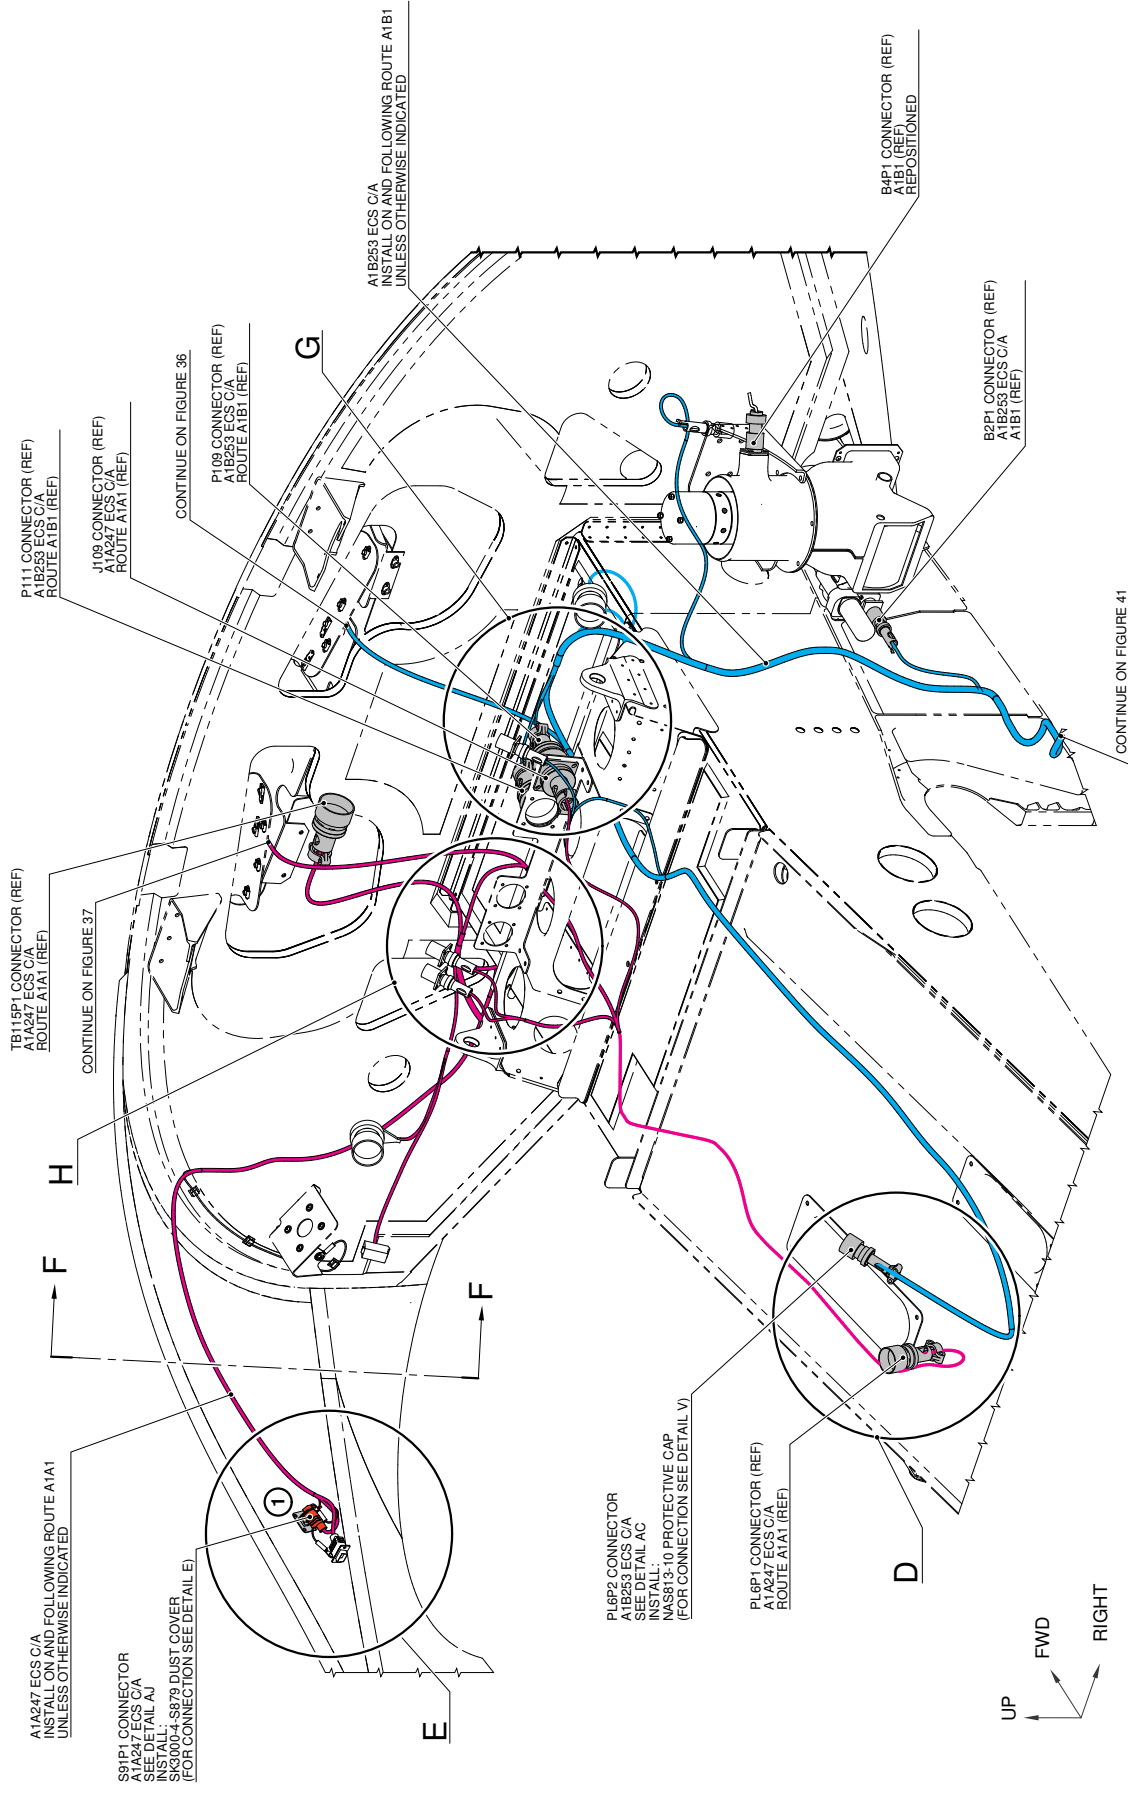 A1A247 ECS C/A
INSTALL ON AND FOLLOWING ROUTE A1A1
UNLESS OTHERWISE INDICATED
S91P1 CONNECTOR
A1A247 ECS C/A
SEE DETAIL AJ
INSTALL:
SK3000-4-S879 DUST COVER
(FOR CONNECTION SEE DETAIL E)
1
E
F
F
H
TB115P1 CONNECTOR (REF)
A1A247 ECS C/A
ROUTE A1A1 (REF)
CONTINUE ON FIGURE 37
P111 CONNECTOR (REF)
A1B253 ECS C/A
ROUTE A1B1 (REF)
J109 CONNECTOR (REF)
A1A247 ECS C/A
ROUTE A1A1 (REF)
CONTINUE ON FIGURE 36
P109 CONNECTOR (REF)
A1B253 ECS C/A
ROUTE A1B1 (REF)
G
A1B253 ECS C/A
INSTALL ON AND FOLLOWING ROUTE A1B1
UNLESS OTHERWISE INDICATED
B4P1 CONNECTOR (REF)
A1B1 (REF)
REPOSITIONED
B2P1 CONNECTOR (REF)
A1B253 ECS C/A
A1B1 (REF)
CONTINUE ON FIGURE 41
PL6P2 CONNECTOR
A1B253 ECS C/A
SEE DETAIL AC
INSTALL:
NAS813-10 PROTECTIVE CAP
(FOR CONNECTION SEE DETAIL V)
PL6P1 CONNECTOR (REF)
A1A247 ECS C/A
ROUTE A1A1 (REF)
D
UP
FWD
RIGHT